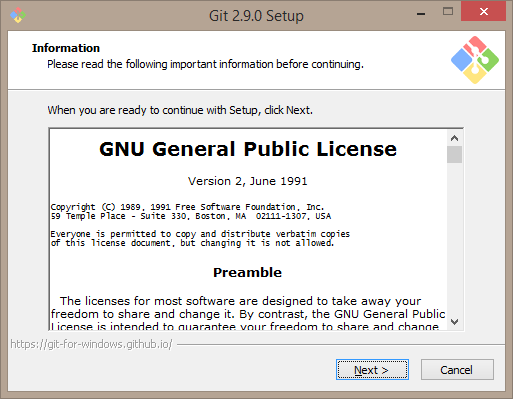 Git 2.9.0 Setup
Information
Please read the following important information before continuing.
When you are ready to continue with Setup, click Next.
GNU General Public License
Version 2, June 1991
Copyright (C) 1989, 1991 Free Software Foundation, Inc.
59 Temple Place - Suite 330, Boston, MA  02111-1307, USA
Everyone is permitted to copy and distribute verbatim copies
of this license document, but changing it is not allowed.
Preamble
The licenses for most software are designed to take away your
freedom to share and change it. By contrast, the GNU General Public
License is intended to guarantee your freedom to share and change
https://git-for-windows.github.io/
Next >
Cancel